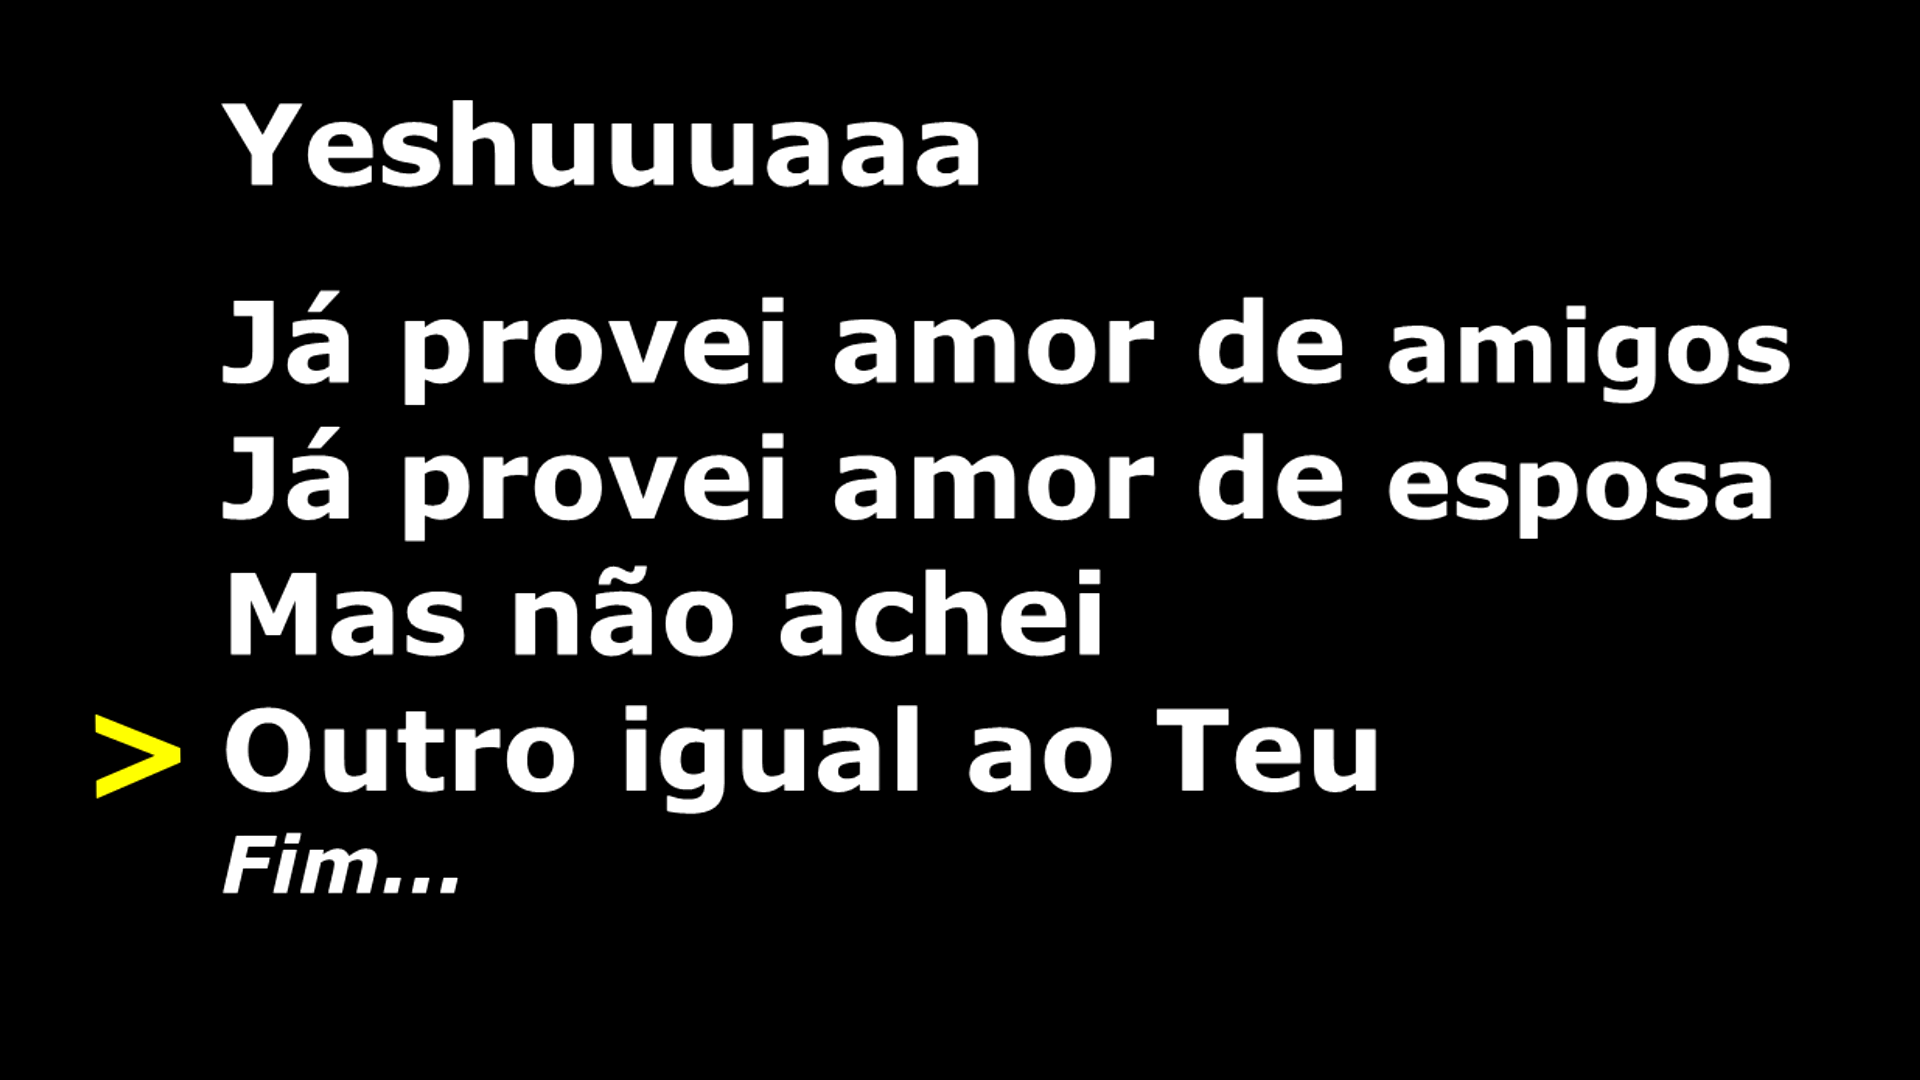 Yeshuuuaaa
Já provei amor de amigos
Já provei amor de esposa
Mas não achei
> Outro igual ao Teu
Fim...